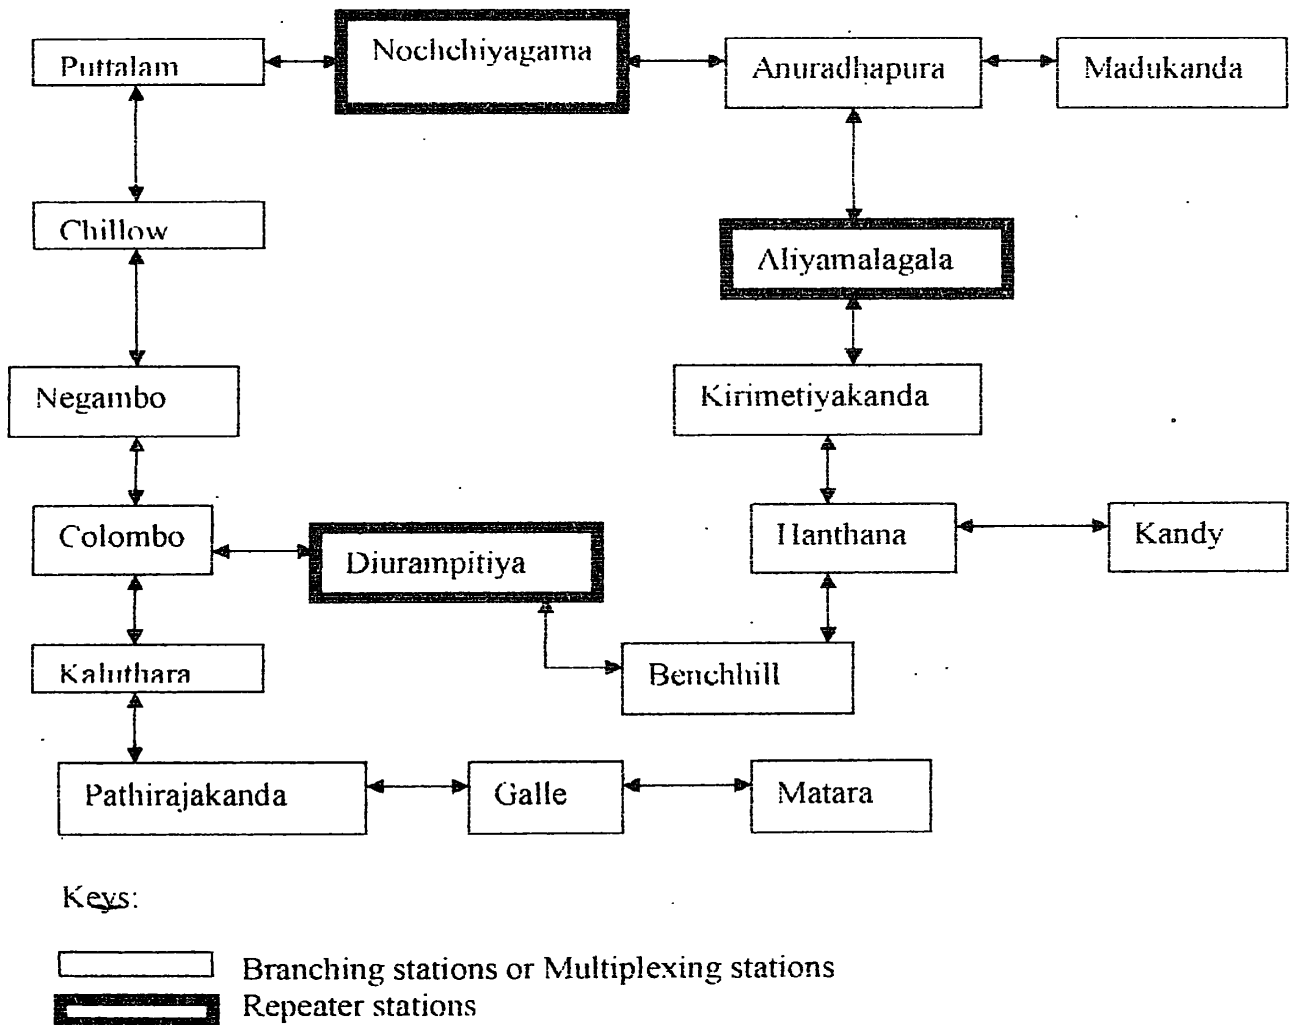 Puttalam
Nochchiyagama
Anuradhapura
Madukanda
Chillow
Aliyamalagala
Negambo
Kirimetiyakanda
Colombo
Diurampitiya
Hanthana
Kandy
Kaluthara
Benchhill
Pathirajakanda
Galle
Matara
Keys:
Branching stations or Multiplexing stations
Repeater stations